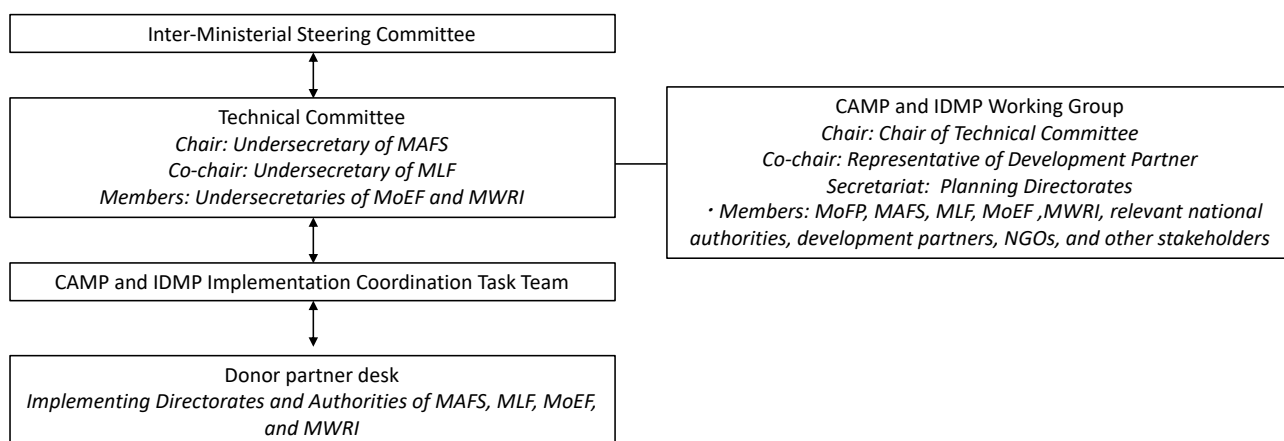 Inter-Ministerial Steering Committee
Technical Committee
Chair: Undersecretary of MAFS
Co-chair: Undersecretary of MLF
Members: Undersecretaries of MoEF and MWRI
CAMP and IDMP Working Group
Chair: Chair of Technical Committee
Co-chair: Representative of Development Partner
Secretariat:  Planning Directorates
・Members: MoFP, MAFS, MLF, MoEF ,MWRI, relevant national
authorities, development partners, NGOs, and other stakeholders
CAMP and IDMP Implementation Coordination Task Team
Donor partner desk
Implementing Directorates and Authorities of MAFS, MLF, MoEF,
and MWRI